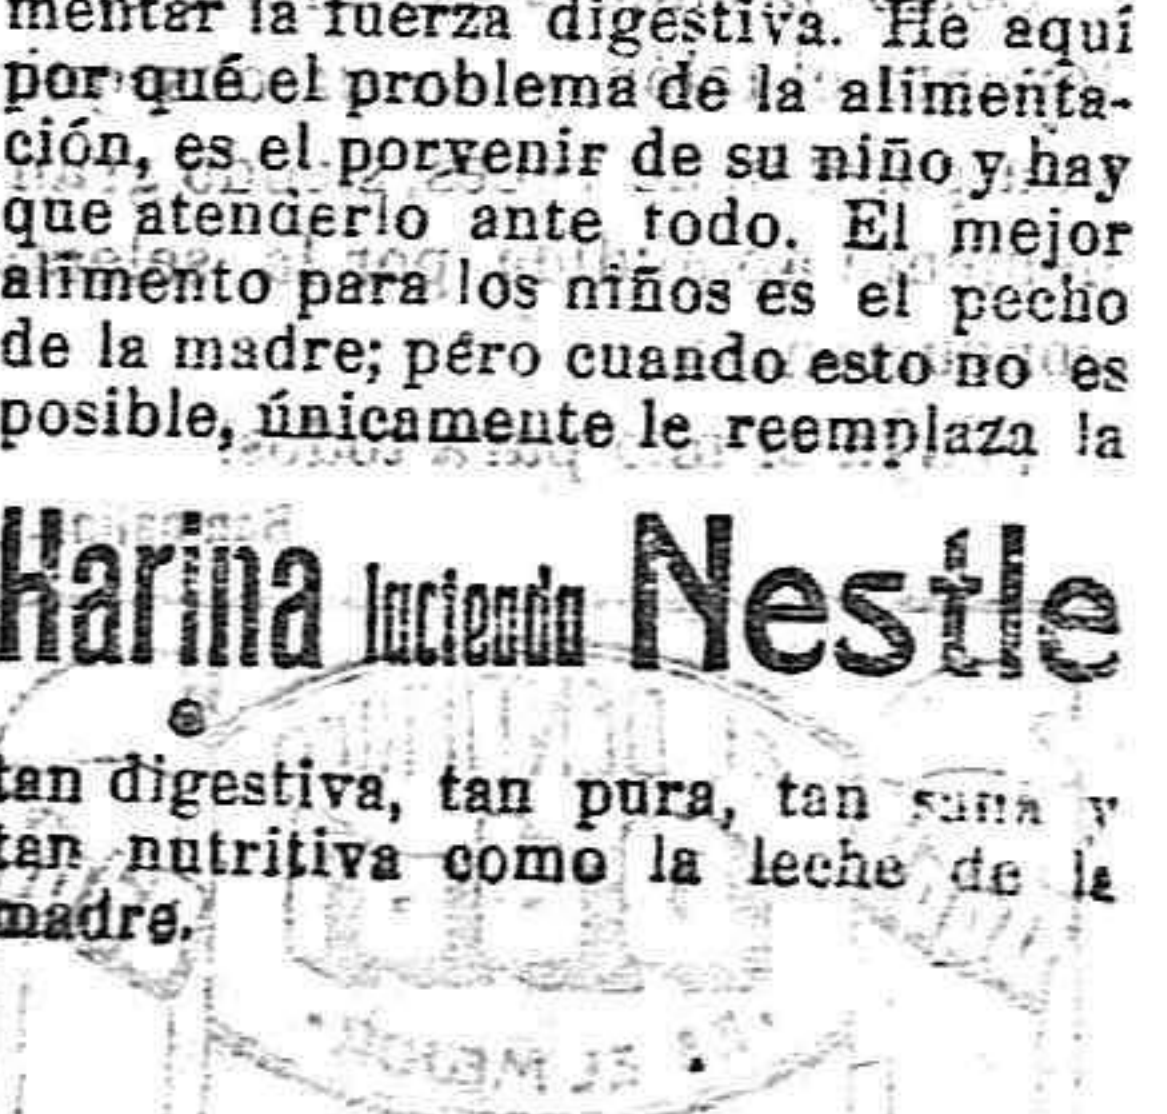 mentar la fuerza digestiva. He aquí
por qué el problema de la alimenta-
ción, es el porvenir de su niño y hay
que atenderlo ante todo. El mejor
alimento para los niños es el pecho
de la madre; péro cuando esto no es
posible, únicamente le reemplaza la
Harina lacteada Nestle
tan digestiva, tan pura, tan sana y
tan nutritiva como la leche de la
madre.